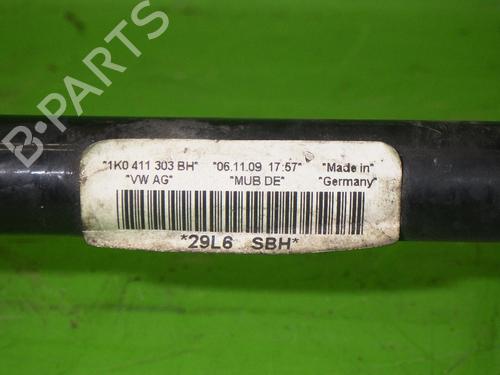 B-PARTS
*1K0 411 303 BH* *06.11.09 17:57* *Made in*
*VW AG* *MUB DE* *Germany*
*29L6 SBH*